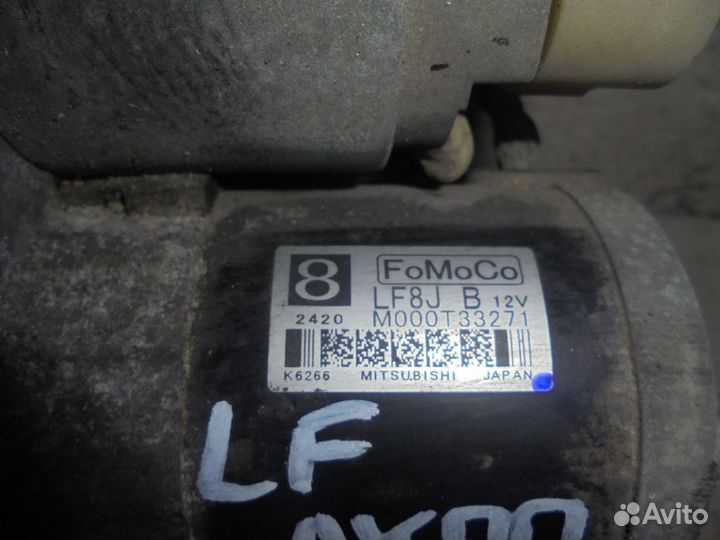 8 FoMoCo
LF8J B 12V
2420 M000T33271
K6266 MITSUBISHI JAPAN
LF
Avito